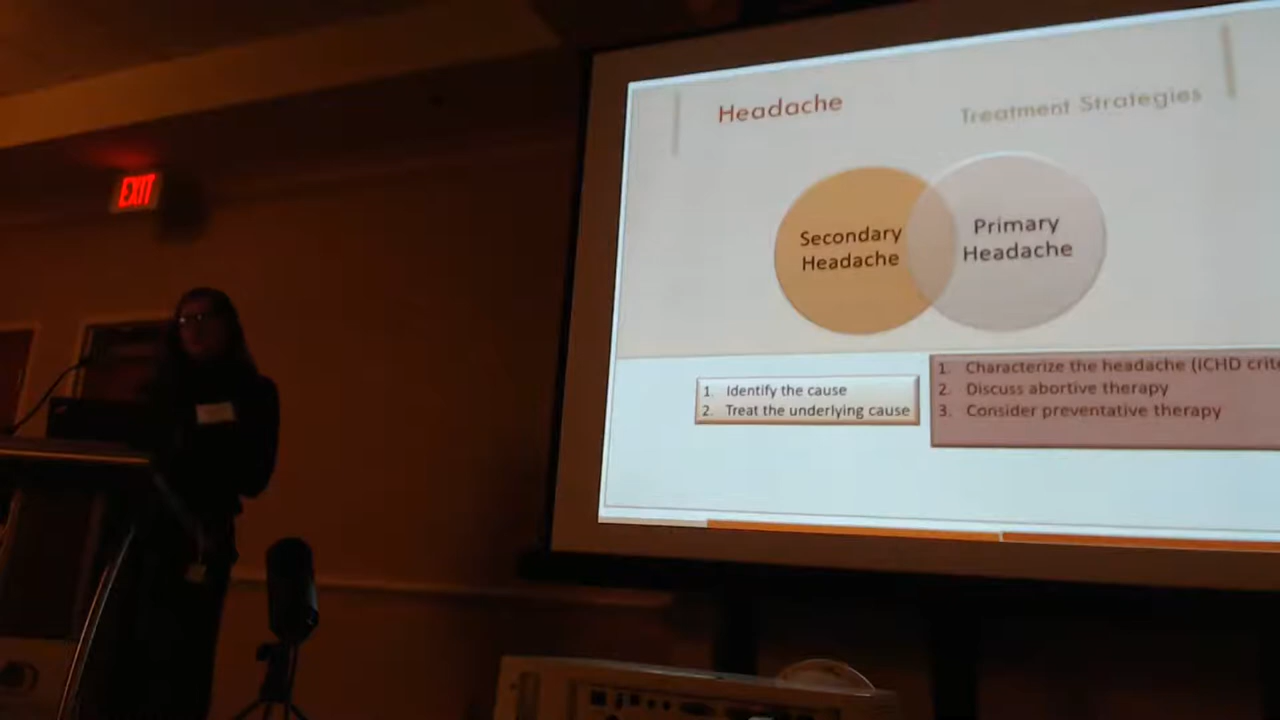 EXIT
Headache
Treatment Strategies
Secondary
Headache
Primary
Headache
1. Identify the cause
2. Treat the underlying cause
1. Characterize the headache (ICHD
2. Discuss abortive therapy
3. Consider preventative therapy